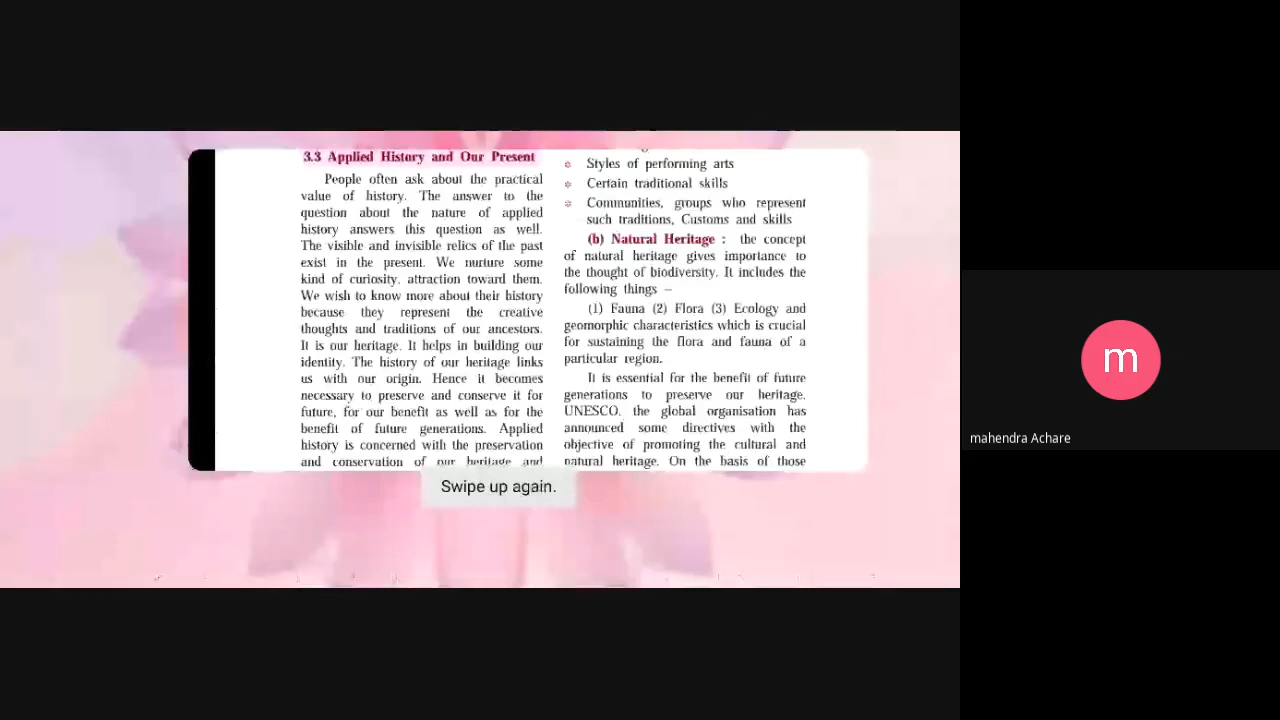 3.3 Applied History and Our Present
People often ask about the practical
value of history. The answer to the
question about the nature of applied
history answers this question as well.
The visible and invisible relics of the past
exist in the present. We nurture some
kind of curiosity, attraction toward them.
We wish to know more about their history
because they represent the creative
thoughts and traditions of our ancestors.
It is our heritage. It helps in building our
identity. The history of our heritage links
us with our origin. Hence it becomes
necessary to preserve and conserve it for
future, for our benefit as well as for the
benefit of future generations. Applied
history is concerned with the preservation
and conservation of our heritage and
Styles of performing arts
Certain traditional skills
Communities, groups who represent
such traditions, Customs and skills
(b) Natural Heritage : the concept
of natural heritage gives importance to
the thought of biodiversity. It includes the
following things –
(1) Fauna (2) Flora (3) Ecology and
geomorphic characteristics which is crucial
for sustaining the flora and fauna of a
particular region.
It is essential for the benefit of future
generations to preserve our heritage.
UNESCO, the global organisation has
announced some directives with the
objective of promoting the cultural and
natural heritage. On the basis of those
Swipe up again.
m
mahendra Achare